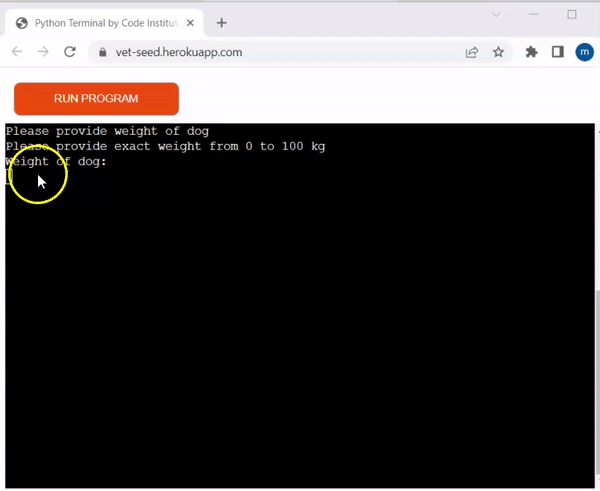 Python Terminal by Code Institut
vet-seed.herokuapp.com
m
RUN PROGRAM
Please provide weight of dog
Please provide exact weight from 0 to 100 kg
Weight of dog: